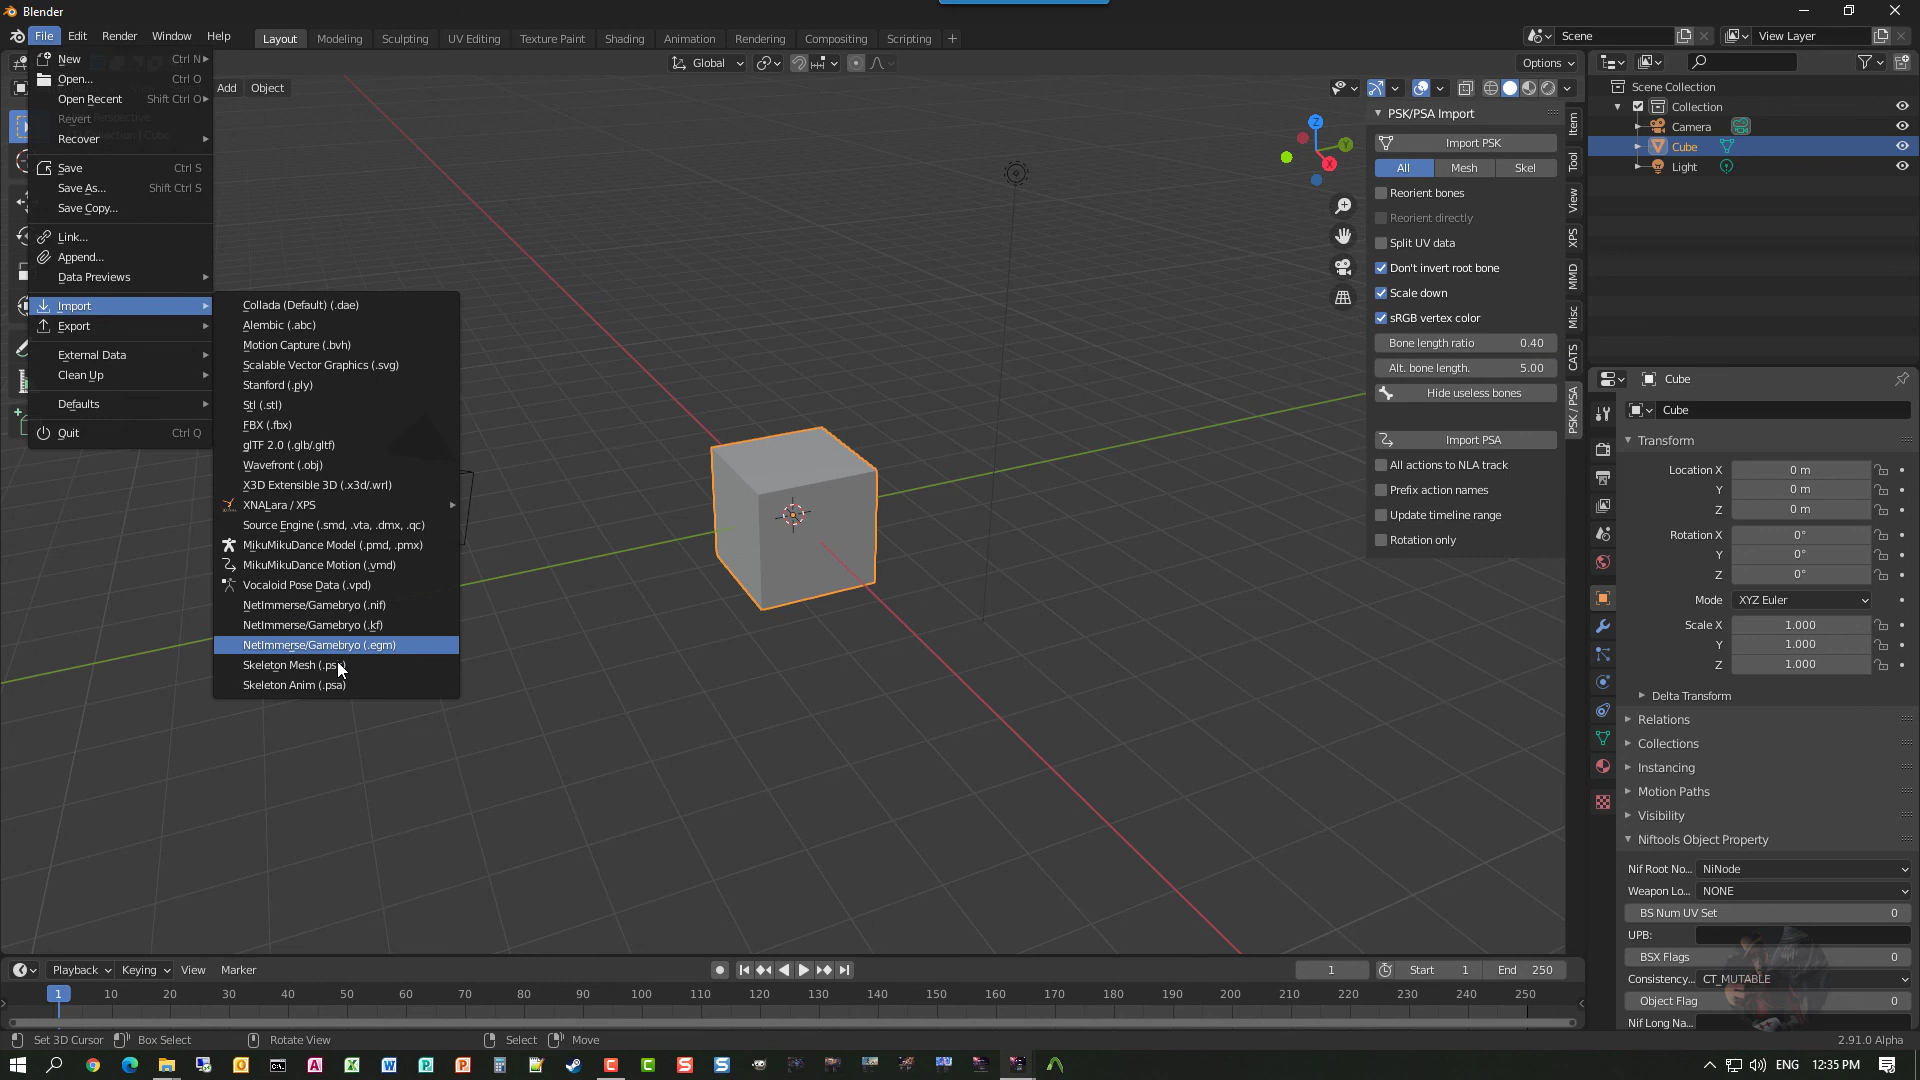 Blender
File Edit Render Window Help Layout Modeling Sculpting UV Editing Texture Paint Shading Animation Rendering Compositing Scripting Scene View Layer
New Ctrl N
Open... Ctrl O
Open Recent Shift Ctrl O
Revert
Recover
Save Ctrl S
Save As... Shift Ctrl S
Save Copy...
Link...
Append...
Data Previews
Import
Export
External Data
Clean Up
Defaults
Quit Ctrl Q
Add Object
Global
Options
Collada (Default) (.dae)
Alembic (.abc)
Motion Capture (.bvh)
Scalable Vector Graphics (.svg)
Stanford (.ply)
Stl (.stl)
FBX (.fbx)
glTF 2.0 (.glb/.gltf)
Wavefront (.obj)
X3D Extensible 3D (.x3d/.wrl)
XNALara / XPS
Source Engine (.smd, .vta, .dmx, .qc)
MikuMikuDance Model (.pmd, .pmx)
MikuMikuDance Motion (.vmd)
Vocaloid Pose Data (.vpd)
NetImmerse/Gamebryo (.nif)
NetImmerse/Gamebryo (.kf)
NetImmerse/Gamebryo (.egm)
Skeleton Mesh
Skeleton Anim (.psa)
Z
Y
X
PSK/PSA Import
Import PSK
All Mesh Skel
Reorient bones
Reorient directly
Split UV data
Don't invert root bone
Scale down
sRGB vertex color
Bone length ratio 0.40
Alt. bone length. 5.00
Hide useless bones
Import PSA
All actions to NLA track
Prefix action names
Update timeline range
Rotation only
Item
Tool
View
XPS
MMD
Misc
CATS
PSK / PSA
Scene Collection
Collection
Camera
Cube
Light
Cube
Cube
Transform
Location X 0 m
Y 0 m
Z 0 m
Rotation X 0°
Y 0°
Z 0°
Mode XYZ Euler
Scale X 1.000
Y 1.000
Z 1.000
Delta Transform
Relations
Collections
Instancing
Motion Paths
Visibility
Niftools Object Property
Nif Root No... NiNode
Weapon Lo... NONE
BS Num UV Set 0
UPB:
BSX Flags 0
Consistency... CT_MUTABLE
Object Flag 0
Nif Long Na...
Playback Keying View Marker 1 Start 1 End 250
1 10 20 30 40 50 60 70 80 90 100 110 120 130 140 150 160 170 180 190 200 210 220 230 240 250
Set 3D Cursor Box Select Rotate View Select Move 2.91.0 Alpha
ENG 12:35 PM